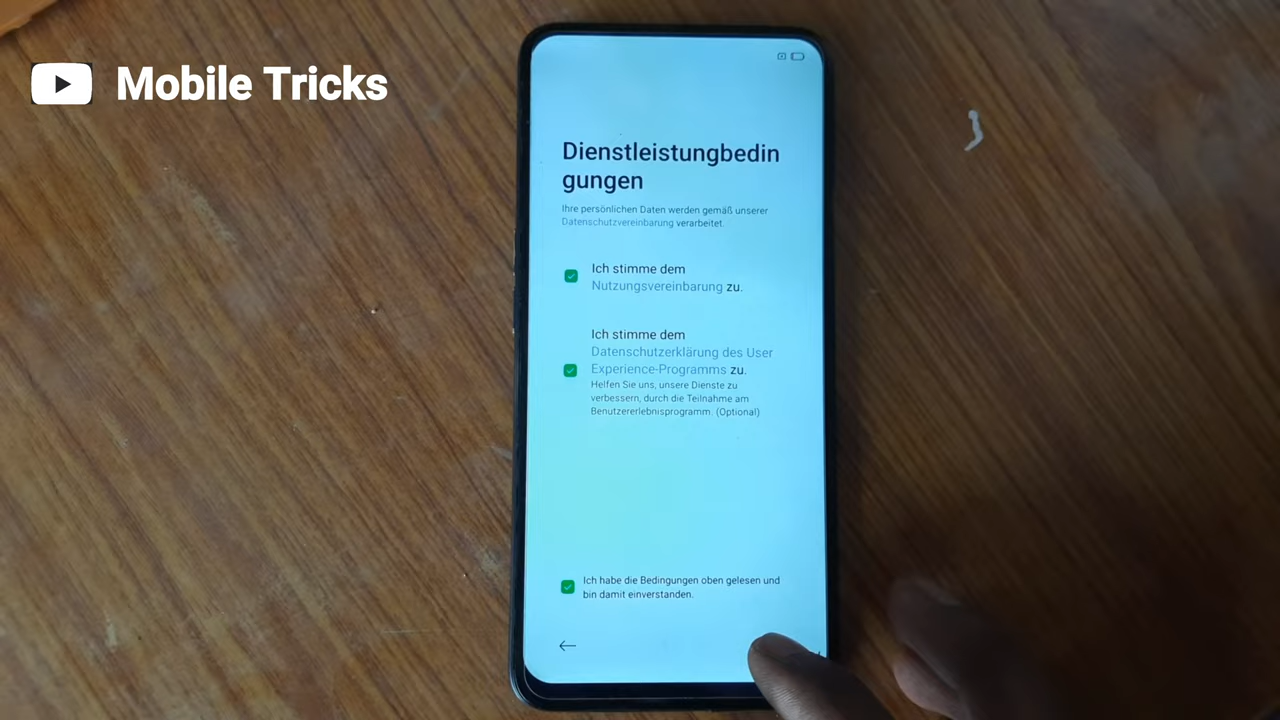 Mobile Tricks
Dienstleistungbedin
gungen
Ihre persönlichen Daten werden gemäß unserer
Datenschutzvereinbarung verarbeitet.
Ich stimme dem
Nutzungsvereinbarung zu.
Ich stimme dem
Datenschutzerklärung des User
Experience-Programms zu.
Helfen Sie uns, unsere Dienste zu
verbessern, durch die Teilnahme am
Benutzererlebnisprogramm. (Optional)
Ich habe die Bedingungen oben gelesen und
bin damit einverstanden.